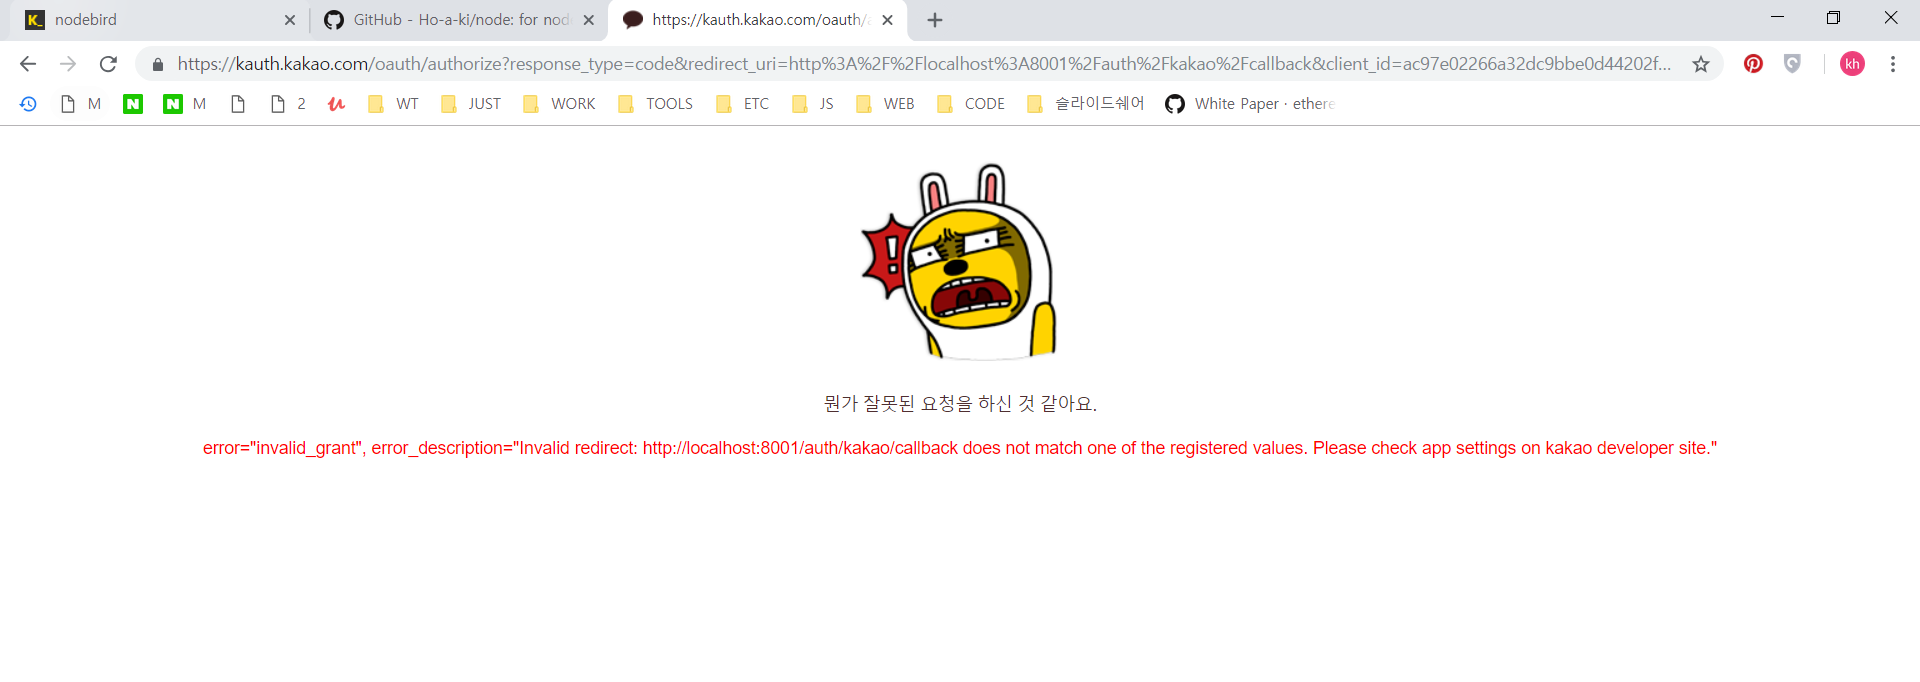 nodebird
GitHub - Ho-a-ki/node: for nod
https://kauth.kakao.com/oauth/a
https://kauth.kakao.com/oauth/authorize?response_type=code&redirect_uri=http%3A%2F%2Flocalhost%3A8001%2Fauth%2Fkakao%2Fcallback&client_id=ac97e02266a32dc9bbe0d44202f...
kh
M N N M 2 WT JUST WORK TOOLS ETC JS WEB CODE 슬라이드쉐어 White Paper · ethere
!
뭔가 잘못된 요청을 하신 것 같아요.
error="invalid_grant", error_description="Invalid redirect: http://localhost:8001/auth/kakao/callback does not match one of the registered values. Please check app settings on kakao developer site."